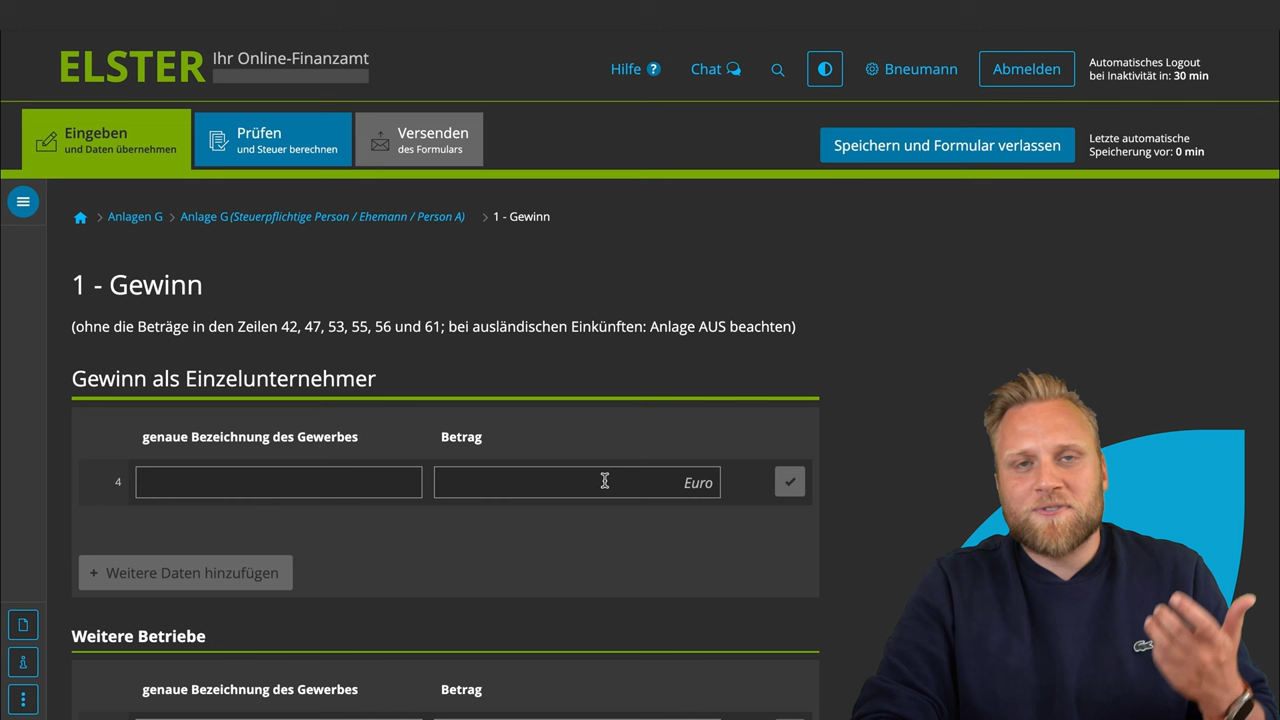 ELSTER Ihr Online-Finanzamt
Hilfe ?
Chat
Bneumann
Abmelden
Automatisches Logout
bei Inaktivität in: 30 min
Eingeben
und Daten übernehmen
Prüfen
und Steuer berechnen
Versenden
des Formulars
Speichern und Formular verlassen
Letzte automatische
Speicherung vor: 0 min
Anlagen G > Anlage G (Steuerpflichtige Person / Ehemann / Person A) > 1 - Gewinn
1 - Gewinn
(ohne die Beträge in den Zeilen 42, 47, 53, 55, 56 und 61; bei ausländischen Einkünften: Anlage AUS beachten)
Gewinn als Einzelunternehmer
genaue Bezeichnung des Gewerbes Betrag
4 Euro
+ Weitere Daten hinzufügen
Weitere Betriebe
genaue Bezeichnung des Gewerbes Betrag